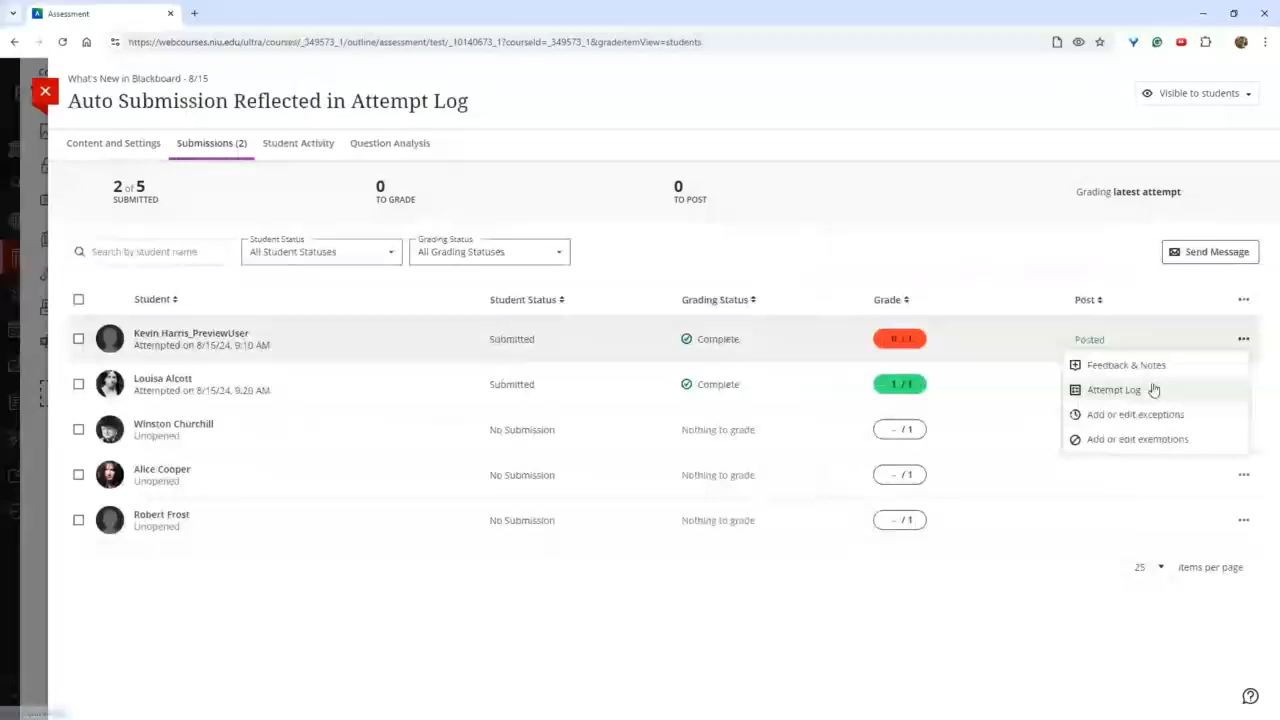 Assessment
https://webcourses.niu.edu/ultra/courses/_349573_1/outline/assessment/test/_10140673_1?courseId=_349573_1&gradeitemView=students
What's New in Blackboard - 8/15
Auto Submission Reflected in Attempt Log
Visible to students
Content and Settings
Submissions (2)
Student Activity
Question Analysis
2 of 5
SUBMITTED
0
TO GRADE
0
TO POST
Grading latest attempt
Search by student name
Student Status
All Student Statuses
Grading Status
All Grading Statuses
Send Message
Student
Student Status
Grading Status
Grade
Post
Kevin Harris_PreviewUser
Attempted on 8/15/24, 9:10 AM
Submitted
Complete
Posted
Feedback & Notes
Louisa Alcott
Attempted on 8/15/24, 9:20 AM
Submitted
Complete
1 / 1
Attempt Log
Add or edit exceptions
Winston Churchill
Unopened
No Submission
Nothing to grade
– / 1
Add or edit exemptions
Alice Cooper
Unopened
No Submission
Nothing to grade
– / 1
Robert Frost
Unopened
No Submission
Nothing to grade
– / 1
25
items per page